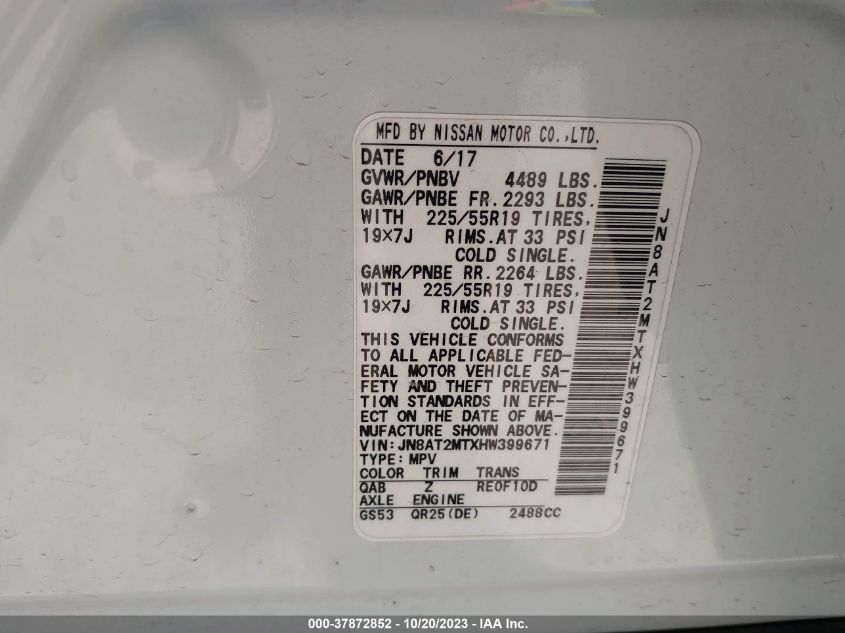 MFD BY NISSAN MOTOR CO.,LTD.
DATE 6/17
GVWR/PNBV 4489 LBS.
GAWR/PNBE FR. 2293 LBS.
WITH 225/55R19 TIRES,
19×7J RIMS.AT 33 PSI
COLD SINGLE.
GAWR/PNBE RR. 2264 LBS.
WITH 225/55R19 TIRES,
19×7J RIMS.AT 33 PSI
COLD SINGLE.
THIS VEHICLE CONFORMS
TO ALL APPLICABLE FED-
ERAL MOTOR VEHICLE SA-
FETY AND THEFT PREVEN-
TION STANDARDS IN EFF-
ECT ON THE DATE OF MA-
NUFACTURE SHOWN ABOVE.
VIN: JN8AT2MTXHW399671
TYPE: MPV
COLOR TRIM TRANS
QAB Z RE0F10D
AXLE ENGINE
GS53 QR25(DE) 2488CC
JN8AT2MTXHW399671
000-37872852 - 10/20/2023 - IAA Inc.